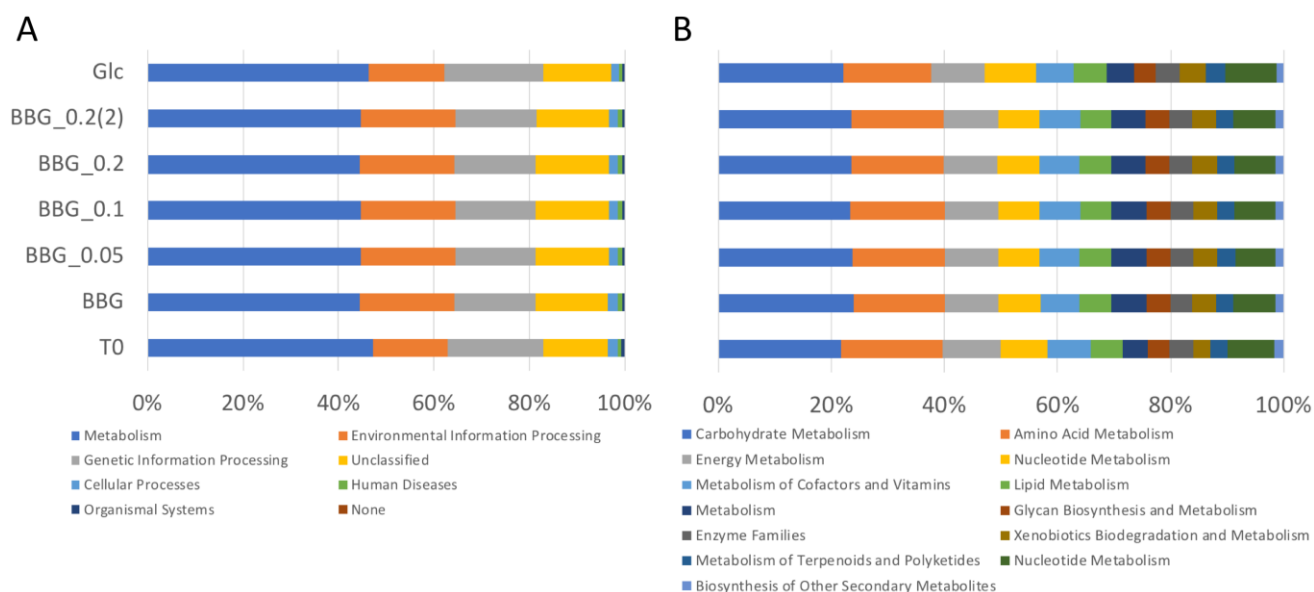 A
B
Glc
BBG_0.2(2)
BBG_0.2
BBG_0.1
BBG_0.05
BBG
T0
0% 20% 40% 60% 80% 100%
0% 20% 40% 60% 80% 100%
Metabolism
Environmental Information Processing
Genetic Information Processing
Unclassified
Cellular Processes
Human Diseases
Organismal Systems
None
Carbohydrate Metabolism
Amino Acid Metabolism
Energy Metabolism
Nucleotide Metabolism
Metabolism of Cofactors and Vitamins
Lipid Metabolism
Metabolism
Glycan Biosynthesis and Metabolism
Enzyme Families
Xenobiotics Biodegradation and Metabolism
Metabolism of Terpenoids and Polyketides
Nucleotide Metabolism
Biosynthesis of Other Secondary Metabolites